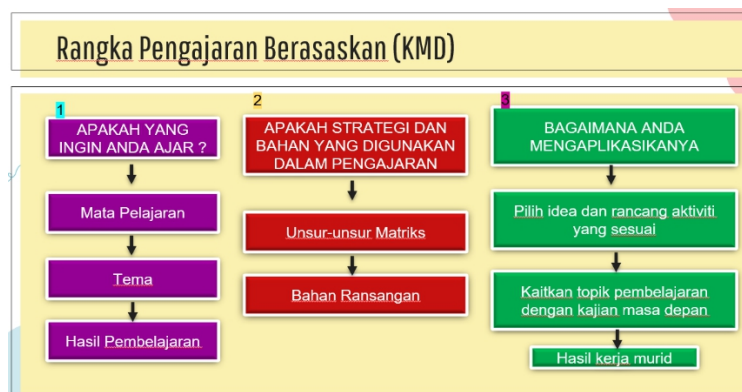 Rangka Pengajaran Berasaskan (KMD)
1
APAKAH YANG
INGIN ANDA AJAR ?
Mata Pelajaran
Tema
Hasil Pembelajaran
2
APAKAH STRATEGI DAN
BAHAN YANG DIGUNAKAN
DALAM PENGAJARAN
Unsur-unsur Matriks
Bahan Ransangan
3
BAGAIMANA ANDA
MENGAPLIKASIKANYA
Pilih idea dan rancang aktiviti
yang sesuai
Kaitkan topik pembelajaran
dengan kajian masa depan
Hasil kerja murid